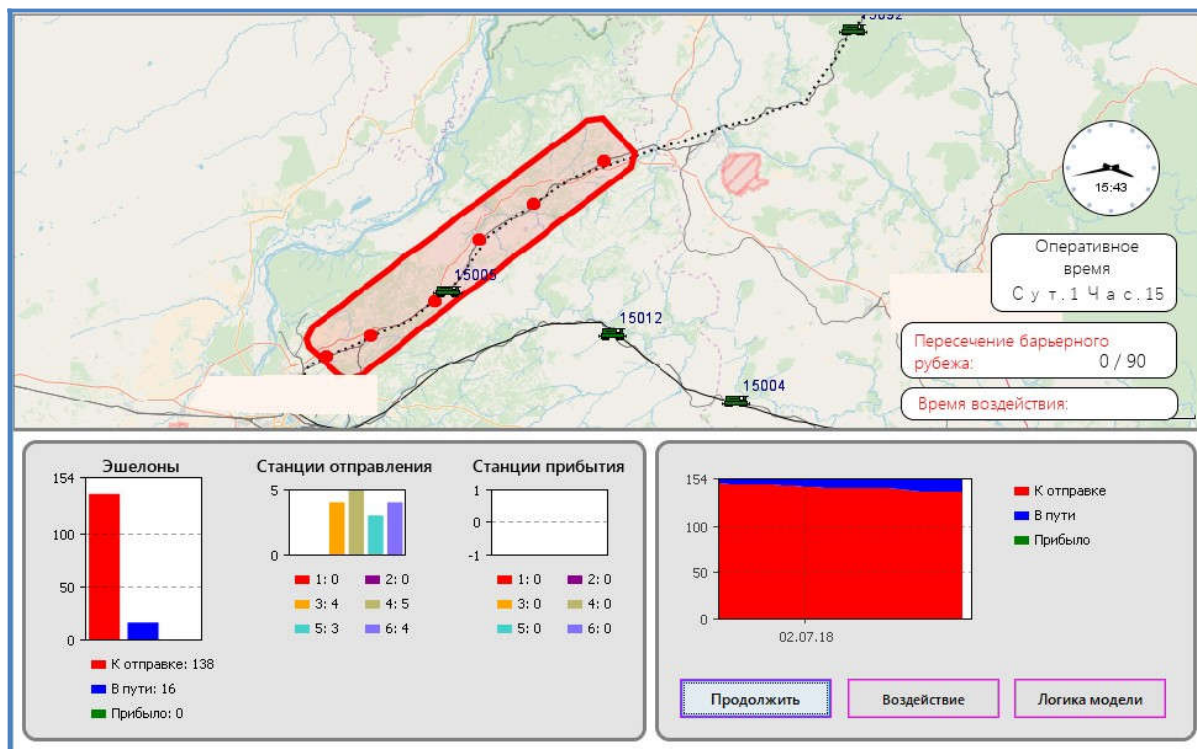 15092
15:43
Оперативное
время
Сут.1 Час.15
15005
15012
Пересечение барьерного
рубежа: 0 / 90
15004
Время воздействия:
Эшелоны
154
100
50
0
К отправке: 138
В пути: 16
Прибыло: 0
Станции отправления
5
0
1: 0 2: 0
3: 4 4: 5
5: 3 6: 4
Станции прибытия
1
0
-1
1: 0 2: 0
3: 0 4: 0
5: 0 6: 0
154
100
50
0
02.07.18
К отправке
В пути
Прибыло
Продолжить Воздействие Логика модели